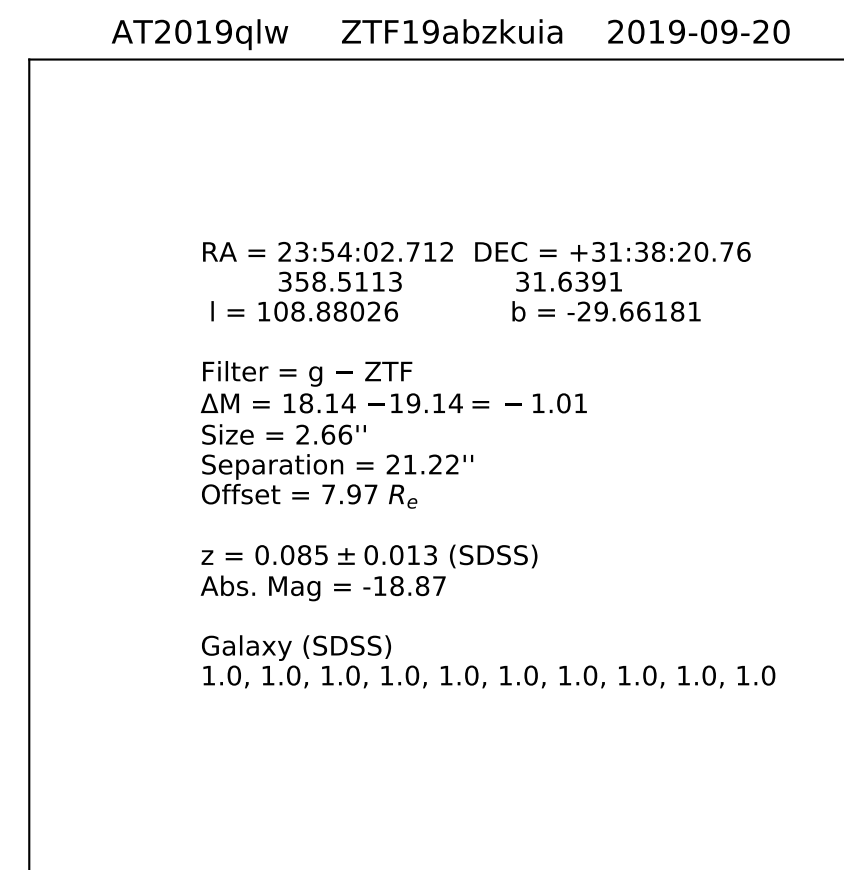 AT2019qlw ZTF19abzkuia 2019-09-20
RA = 23:54:02.712 DEC = +31:38:20.76
358.5113 31.6391
l = 108.88026 b = -29.66181
Filter = g − ZTF
ΔM = 18.14 −19.14 = − 1.01
Size = 2.66''
Separation = 21.22''
Offset = 7.97 Re
z = 0.085 ± 0.013 (SDSS)
Abs. Mag = -18.87
Galaxy (SDSS)
1.0, 1.0, 1.0, 1.0, 1.0, 1.0, 1.0, 1.0, 1.0, 1.0